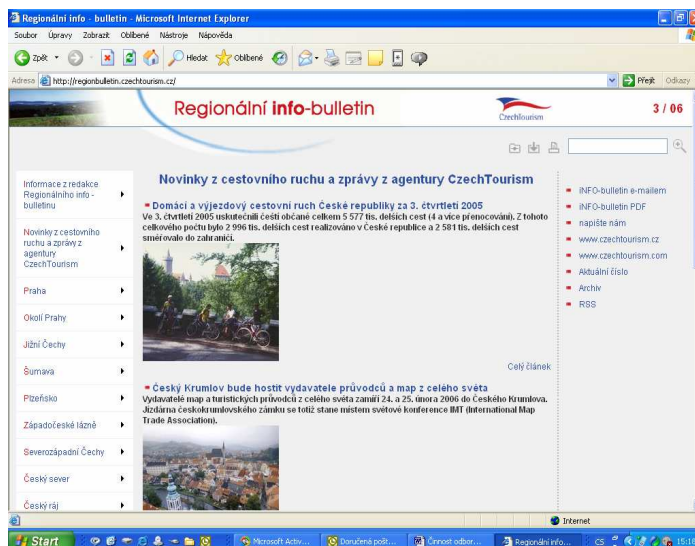 Regionální info - bulletin - Microsoft Internet Explorer
Soubor Úpravy Zobrazit Oblíbené Nástroje Nápověda
Zpět Hledat Oblíbené
Adresa http://regionbulletin.czechtourism.cz/ Přejít Odkazy
Regionální info-bulletin
CzechTourism
3 / 06
Novinky z cestovního ruchu a zprávy z agentury CzechTourism
Informace z redakce
Regionálního info -
bulletinu
Novinky z cestovního
ruchu a zprávy z
agentury
CzechTourism
Praha
Okolí Prahy
Jižní Čechy
Šumava
Plzeňsko
Západočeské lázně
Severozápadní Čechy
Český sever
Český ráj
Domácí a výjezdový cestovní ruch České republiky za 3. čtvrtletí 2005
Ve 3. čtvrtletí 2005 uskutečnili čeští občané celkem 5 577 tis. delších cest (4 a více přenocování). Z tohoto
celkového počtu bylo 2 996 tis. delších cest realizováno v České republice a 2 581 tis. delších cest
směřovalo do zahraničí.
Celý článek
Český Krumlov bude hostit vydavatele průvodců a map z celého světa
Vydavatelé map a turistických průvodců z celého světa zamíří 24. a 25. února 2006 do Českého Krumlova.
Jízdárna českokrumlovského zámku se totiž stane místem světové konference IMT (International Map
Trade Association).
iNFO-bulletin e-mailem
iNFO-bulletin PDF
napište nám
www.czechtourism.cz
www.czechtourism.com
Aktuální číslo
Archiv
RSS
Internet
Start Microsoft Activ... Doručená pošt... Činnost odbor... Regionální info... CS 15:18